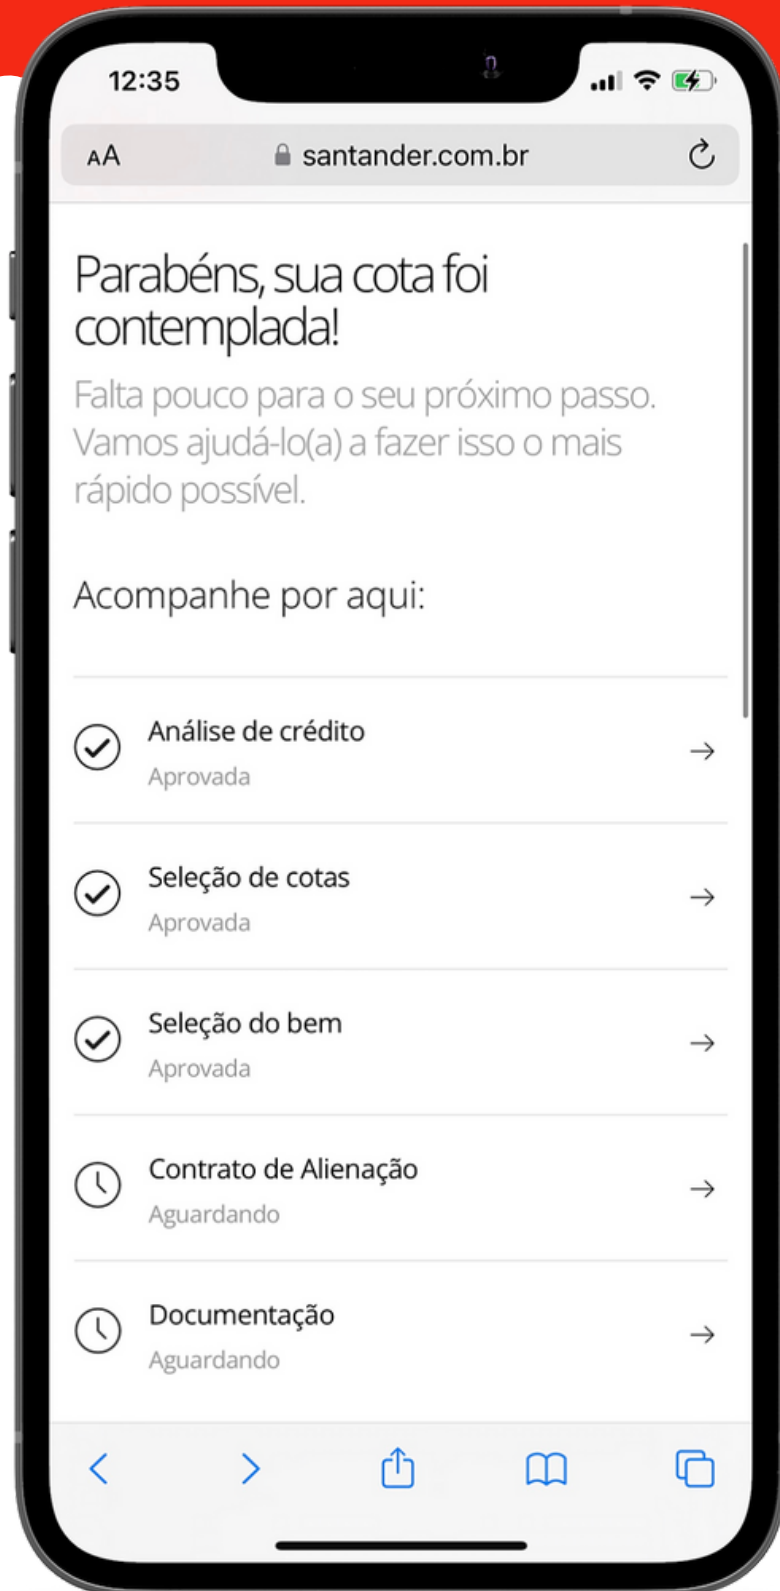 12:35
AA santander.com.br
Parabéns, sua cota foi
contemplada!
Falta pouco para o seu próximo passo.
Vamos ajudá-lo(a) a fazer isso o mais
rápido possível.
Acompanhe por aqui:
Análise de crédito
Aprovada
Seleção de cotas
Aprovada
Seleção do bem
Aprovada
Contrato de Alienação
Aguardando
Documentação
Aguardando